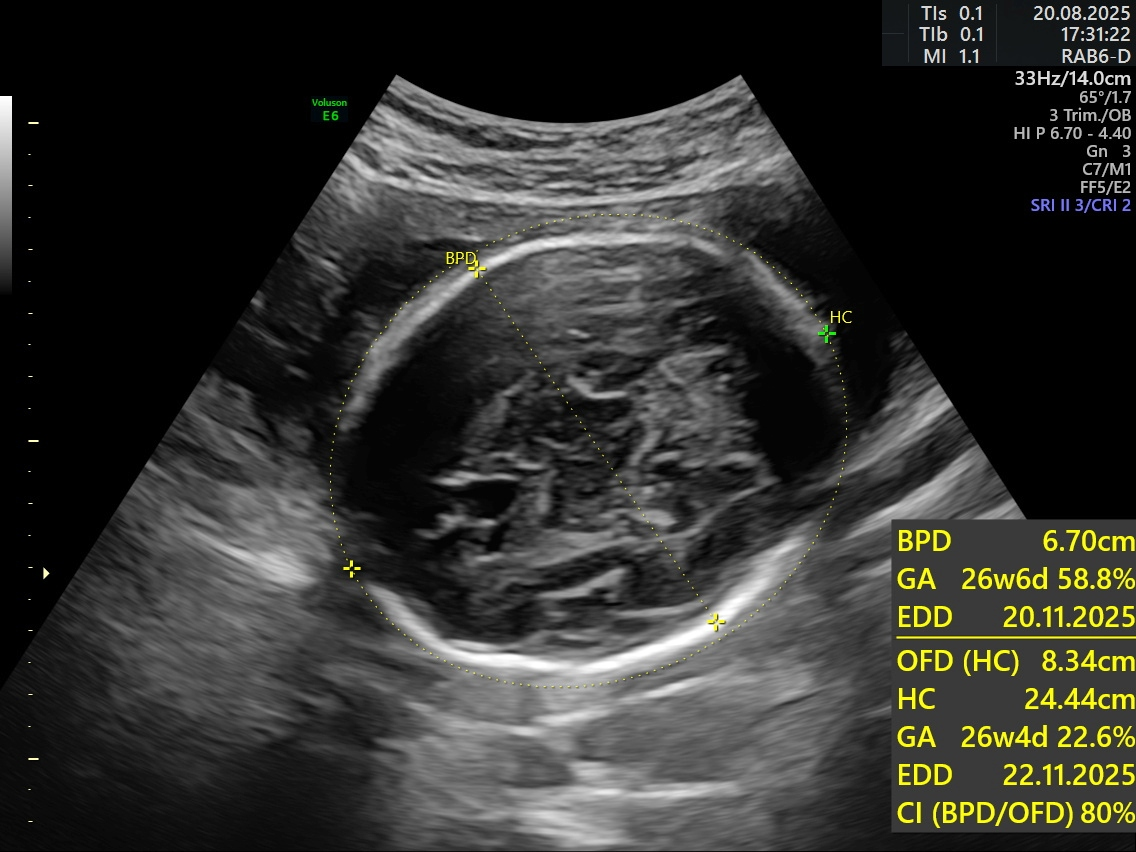 TIs 0.1 20.08.2025
TIb 0.1 17:31:22
MI 1.1 RAB6-D
33Hz/14.0cm
65°/1.7
3 Trim./OB
HI P 6.70 - 4.40
Gn 3
C7/M1
FF5/E2
SRI II 3/CRI 2
Voluson
E6
BPD
HC
BPD 6.70cm
GA 26w6d 58.8%
EDD 20.11.2025
OFD (HC) 8.34cm
HC 24.44cm
GA 26w4d 22.6%
EDD 22.11.2025
CI (BPD/OFD) 80%